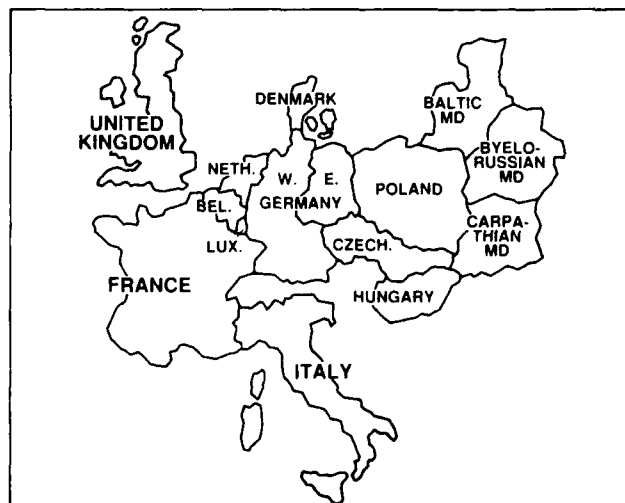 DENMARK
BALTIC
MD
UNITED
KINGDOM
BYELO-
RUSSIAN
MD
NETH.
W.
E.
GERMANY
POLAND
BEL.
CARPA-
THIAN
MD
LUX.
CZECH.
FRANCE
HUNGARY
ITALY